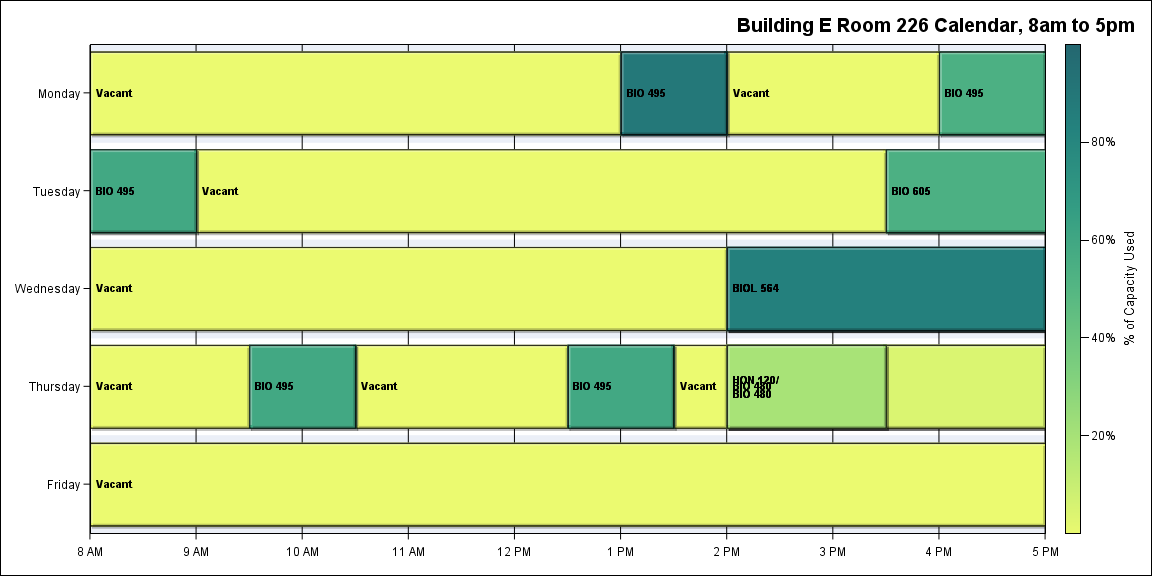 Building E Room 226 Calendar, 8am to 5pm
Monday
Vacant
BIO 495
Vacant
BIO 495
Tuesday
BIO 495
Vacant
BIO 605
Wednesday
Vacant
BIOL 564
Thursday
Vacant
BIO 495
Vacant
BIO 495
Vacant
HON 120/
BIO 480
BIO 480
Friday
Vacant
8 AM
9 AM
10 AM
11 AM
12 PM
1 PM
2 PM
3 PM
4 PM
5 PM
80%
60%
40%
20%
% of Capacity Used